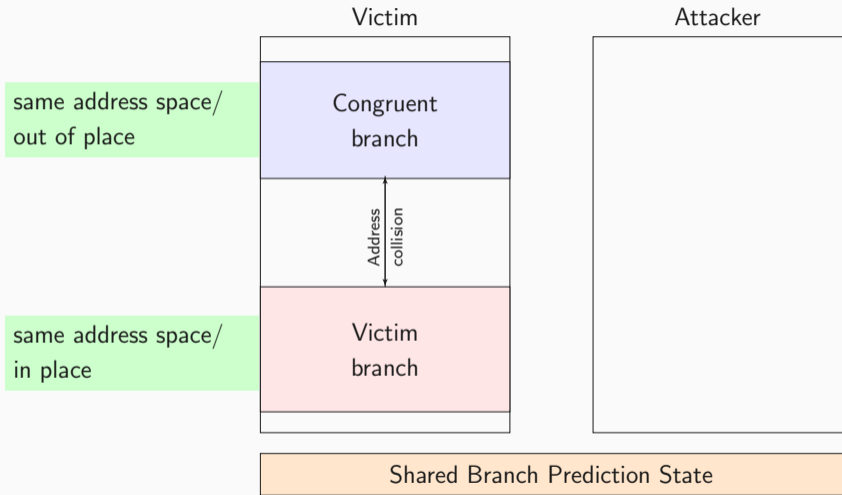 Victim
Attacker
same address space/
out of place
Congruent
branch
Address
collision
same address space/
in place
Victim
branch
Shared Branch Prediction State